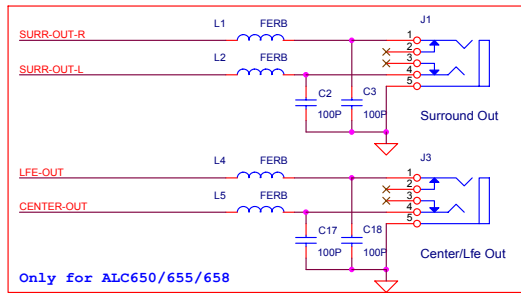 L1 FERB J1
SURR-OUT-R
1
2
L2 FERB
3
SURR-OUT-L
4
5
C2 C3
100P 100P
Surround Out
L4 FERB J3
LFE-OUT
1
2
L5 FERB
3
CENTER-OUT
4
5
C17 C18
100P 100P
Center/Lfe Out
Only for ALC650/655/658